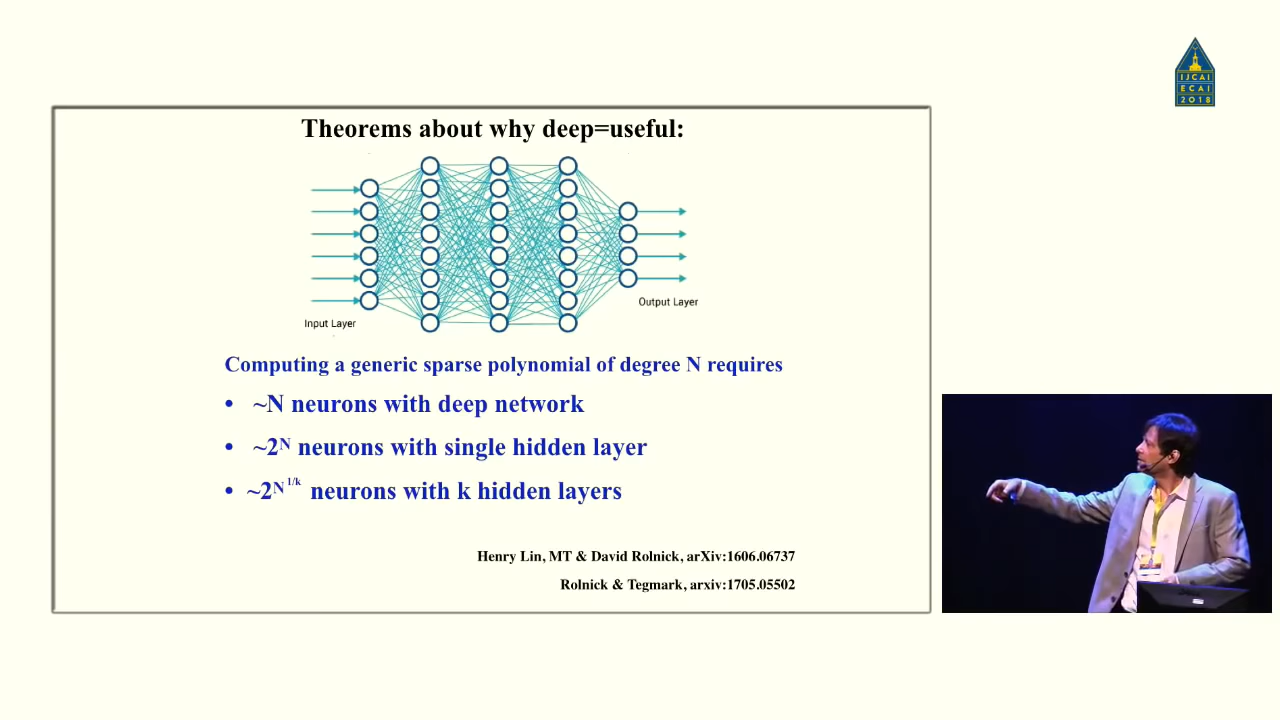 IJCAI
ECAI
2018
Theorems about why deep=useful:
Output Layer
Input Layer
Computing a generic sparse polynomial of degree N requires
• ~N neurons with deep network
• ~2ᴺ neurons with single hidden layer
• ~2ᴺ^1/k neurons with k hidden layers
Henry Lin, MT & David Rolnick, arXiv:1606.06737
Rolnick & Tegmark, arxiv:1705.05502